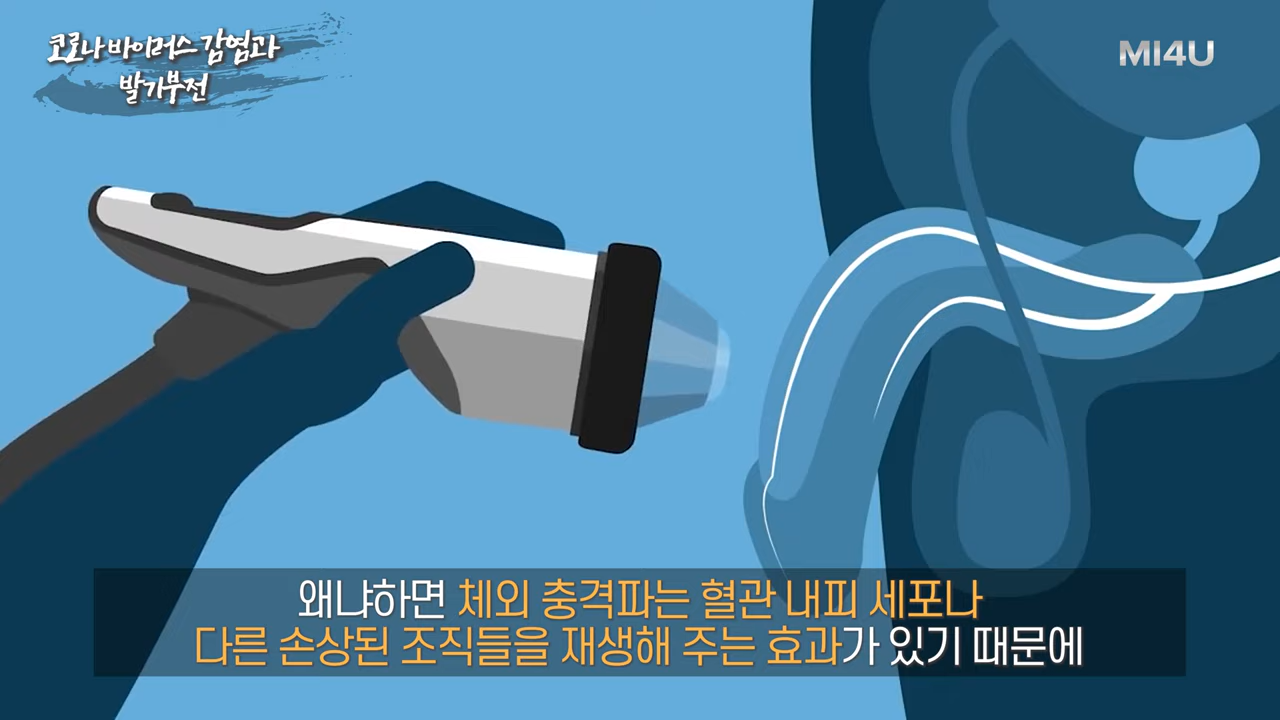 코로나 바이러스 감염과
발기부전
MI4U
왜냐하면 체외 충격파는 혈관 내피 세포나
다른 손상된 조직들을 재생해 주는 효과가 있기 때문에